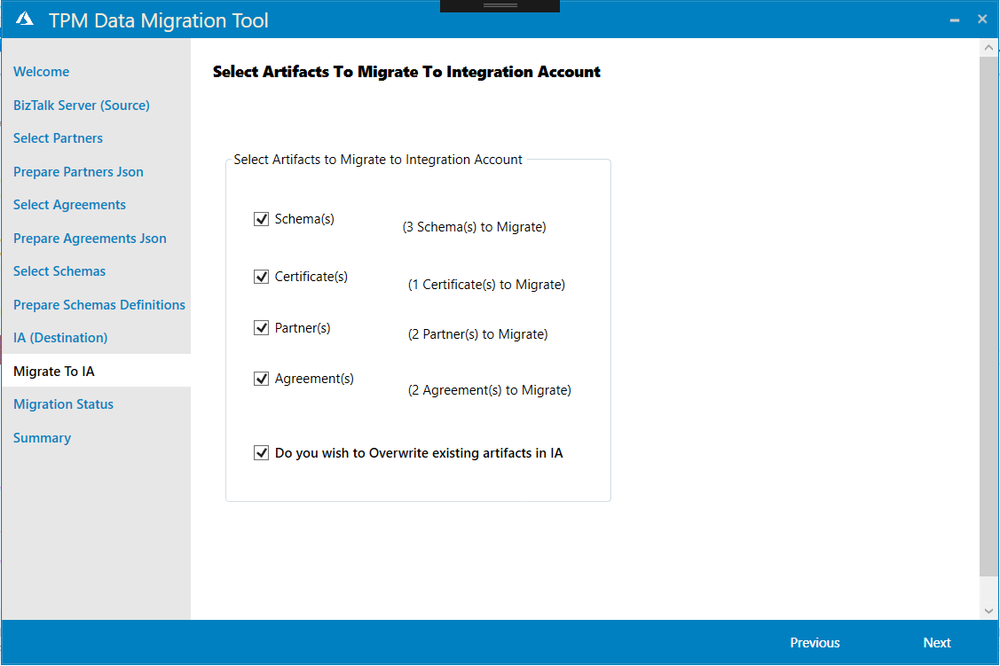 TPM Data Migration Tool
Welcome
BizTalk Server (Source)
Select Partners
Prepare Partners Json
Select Agreements
Prepare Agreements Json
Select Schemas
Prepare Schemas Definitions
IA (Destination)
Migrate To IA
Migration Status
Summary
Select Artifacts To Migrate To Integration Account
Select Artifacts to Migrate to Integration Account
Schema(s) (3 Schema(s) to Migrate)
Certificate(s) (1 Certificate(s) to Migrate)
Partner(s) (2 Partner(s) to Migrate)
Agreement(s) (2 Agreement(s) to Migrate)
Do you wish to Overwrite existing artifacts in IA
Previous Next